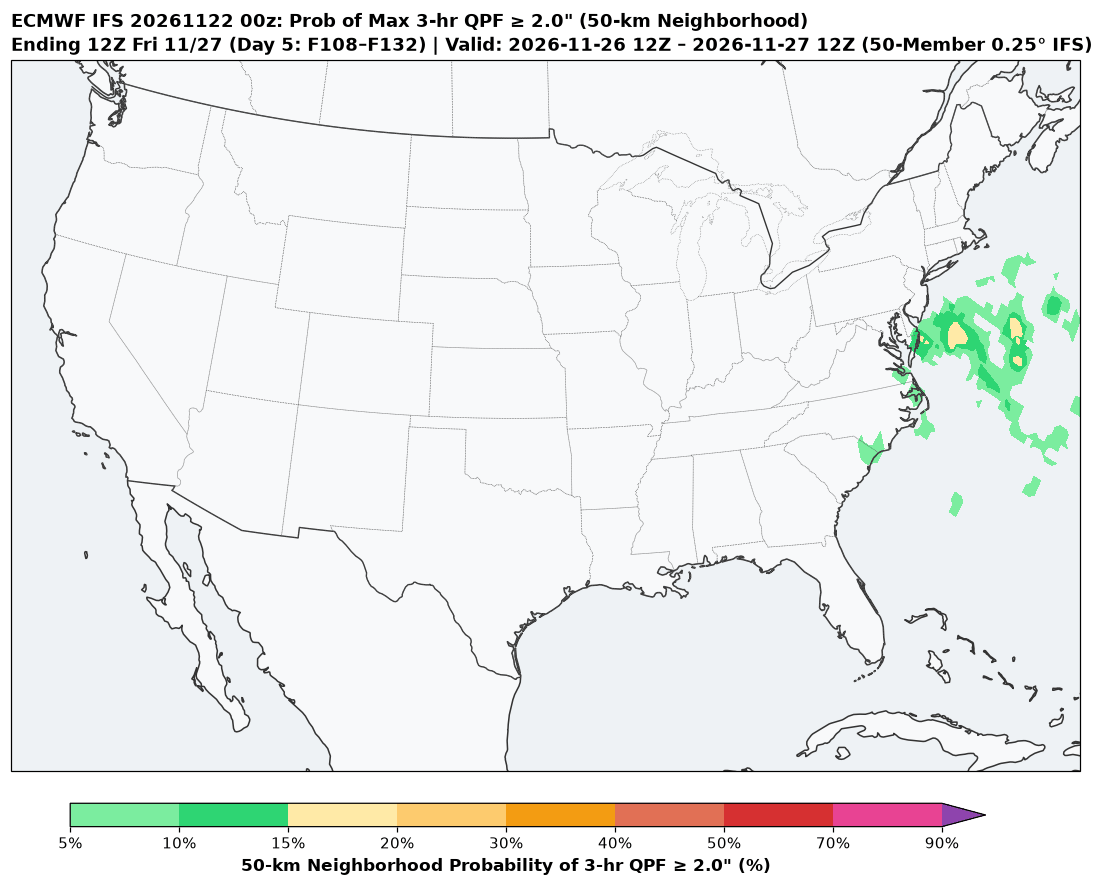 ECMWF IFS 20261122 00z: Prob of Max 3-hr QPF ≥ 2.0" (50-km Neighborhood)
Ending 12Z Fri 11/27 (Day 5: F108–F132) | Valid: 2026-11-26 12Z – 2026-11-27 12Z (50-Member 0.25° IFS)
5% 10% 15% 20% 30% 40% 50% 70% 90%
50-km Neighborhood Probability of 3-hr QPF ≥ 2.0" (%)